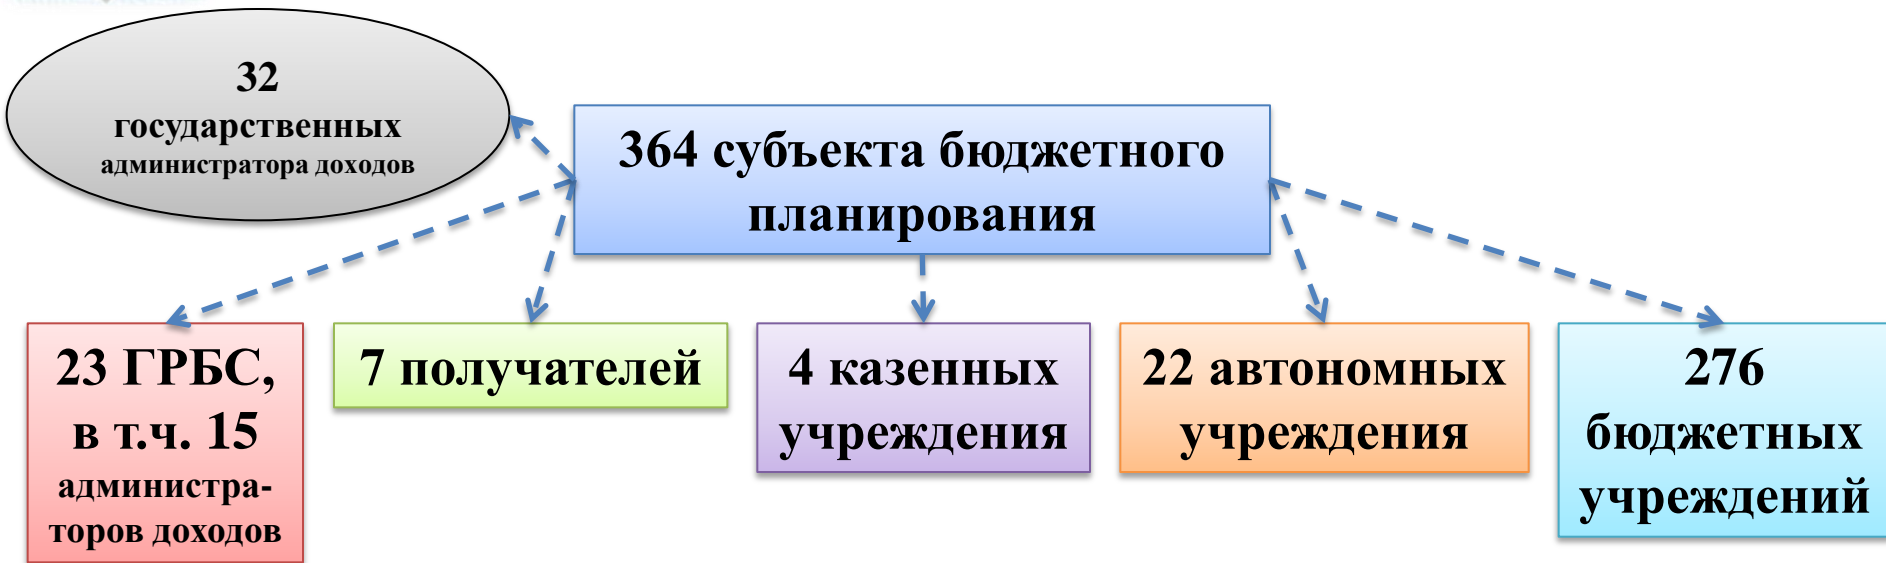 32
государственных
администратора доходов
364 субъекта бюджетного
планирования
23 ГРБС,
в т.ч. 15
администра-
торов доходов
7 получателей
4 казенных
учреждения
22 автономных
учреждения
276
бюджетных
учреждений